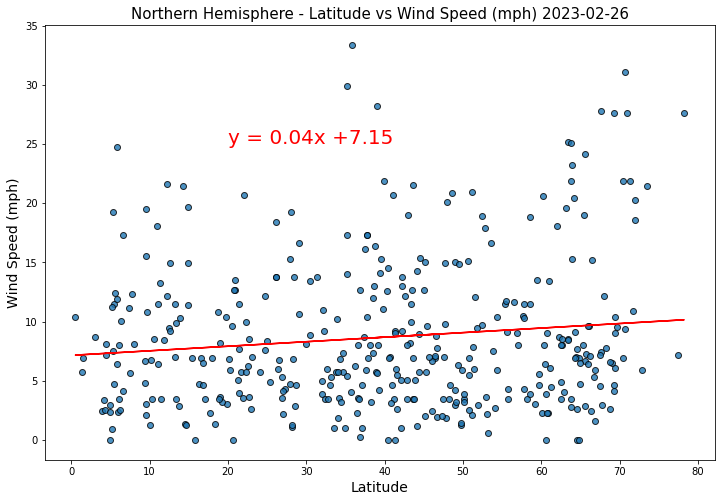 Northern Hemisphere - Latitude vs Wind Speed (mph) 2023-02-26
35
30
y = 0.04x +7.15
25
20
Wind Speed (mph)
15
10
5
0
0 10 20 30 40 50 60 70 80
Latitude